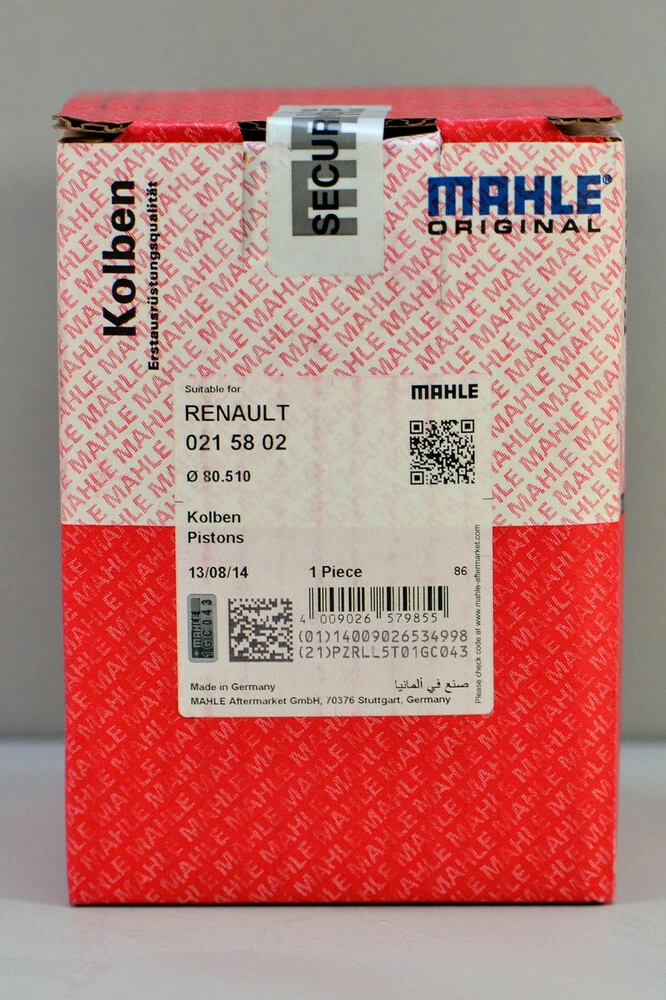 SECUR
Kolben
Erstausrüstungsqualität
MAHLE®
ORIGINAL
Suitable for
MAHLE
RENAULT
021 58 02
Ø 80.510
Kolben
Pistons
13/08/14
1 Piece
86
4 009026 579855
MAHLE
1GC043
(01)14009026534998
(21)PZRLL5T01GC043
Please check code at www.mahle-aftermarket.com
Made in Germany
صنع في ألمانيا
MAHLE Aftermarket GmbH, 70376 Stuttgart, Germany